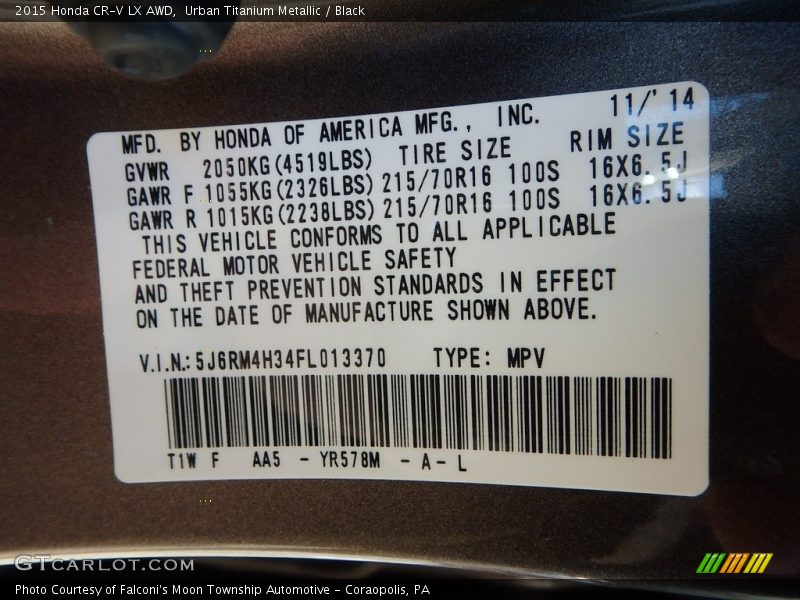 2015 Honda CR-V LX AWD,  Urban Titanium Metallic / Black
11/'14
MFD. BY HONDA OF AMERICA MFG., INC.
GVWR 2050KG(4519LBS) TIRE SIZE RIM SIZE
GAWR F 1055KG(2326LBS) 215/70R16 100S 16X6.5J
GAWR R 1015KG(2238LBS) 215/70R16 100S 16X6.5J
THIS VEHICLE CONFORMS TO ALL APPLICABLE
FEDERAL MOTOR VEHICLE SAFETY
AND THEFT PREVENTION STANDARDS IN EFFECT
ON THE DATE OF MANUFACTURE SHOWN ABOVE.
V.I.N.: 5J6RM4H34FL013370 TYPE: MPV
T1W F AA5 - YR578M - A - L
GTCARLOT.COM
Photo Courtesy of Falconi's Moon Township Automotive - Coraopolis, PA